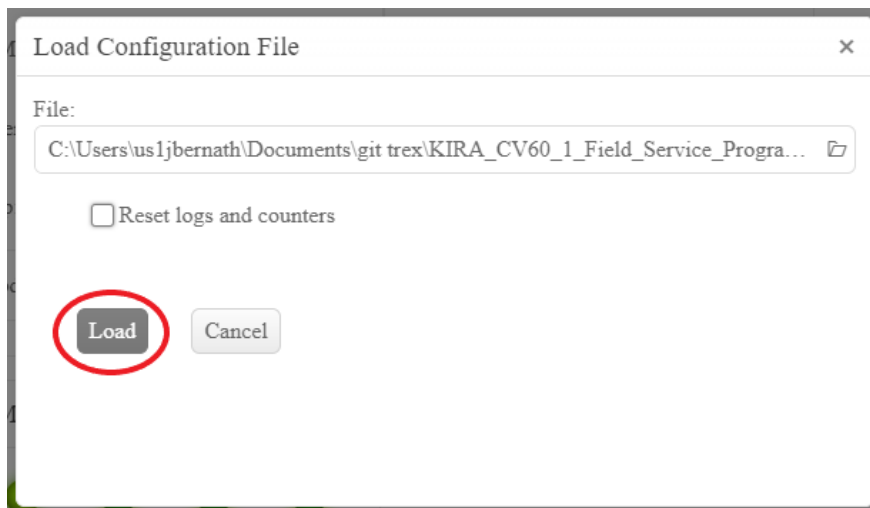 Load Configuration File
File:
C:\Users\us1jbernath\Documents\git trex\KIRA_CV60_1_Field_Service_Progra...
Reset logs and counters
Load Cancel